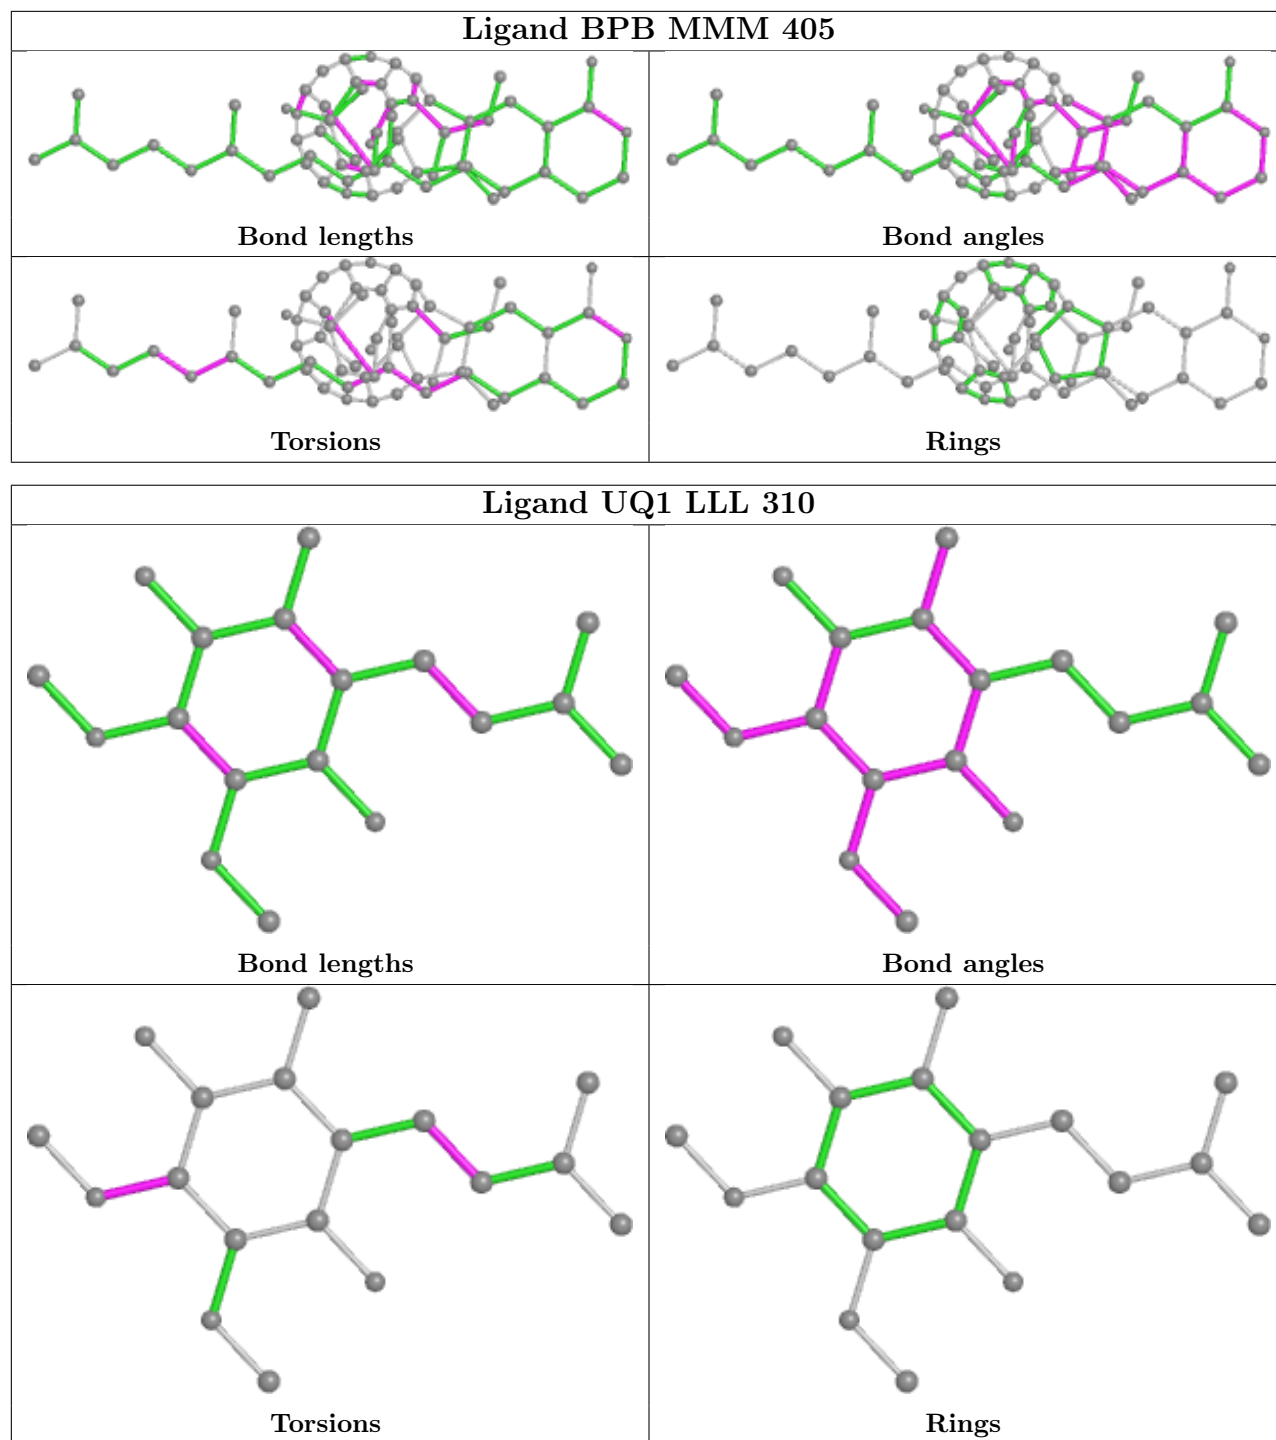 Ligand BPB MMM 405
Bond lengths
Bond angles
Torsions
Rings
Ligand UQ1 LLL 310
Bond lengths
Bond angles
Torsions
Rings